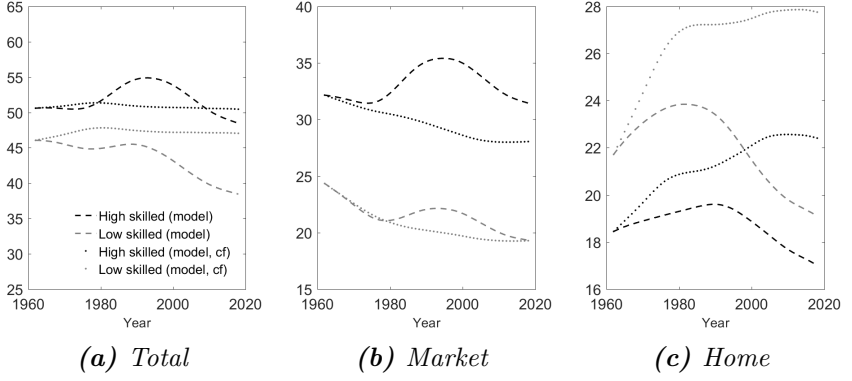 65
60
55
50
45
40
35
30
25
1960 1980 2000 2020
Year
High skilled (model)
Low skilled (model)
High skilled (model, cf)
Low skilled (model, cf)
(a) Total
40
35
30
25
20
15
1960 1980 2000 2020
Year
(b) Market
28
26
24
22
20
18
16
1960 1980 2000 2020
Year
(c) Home